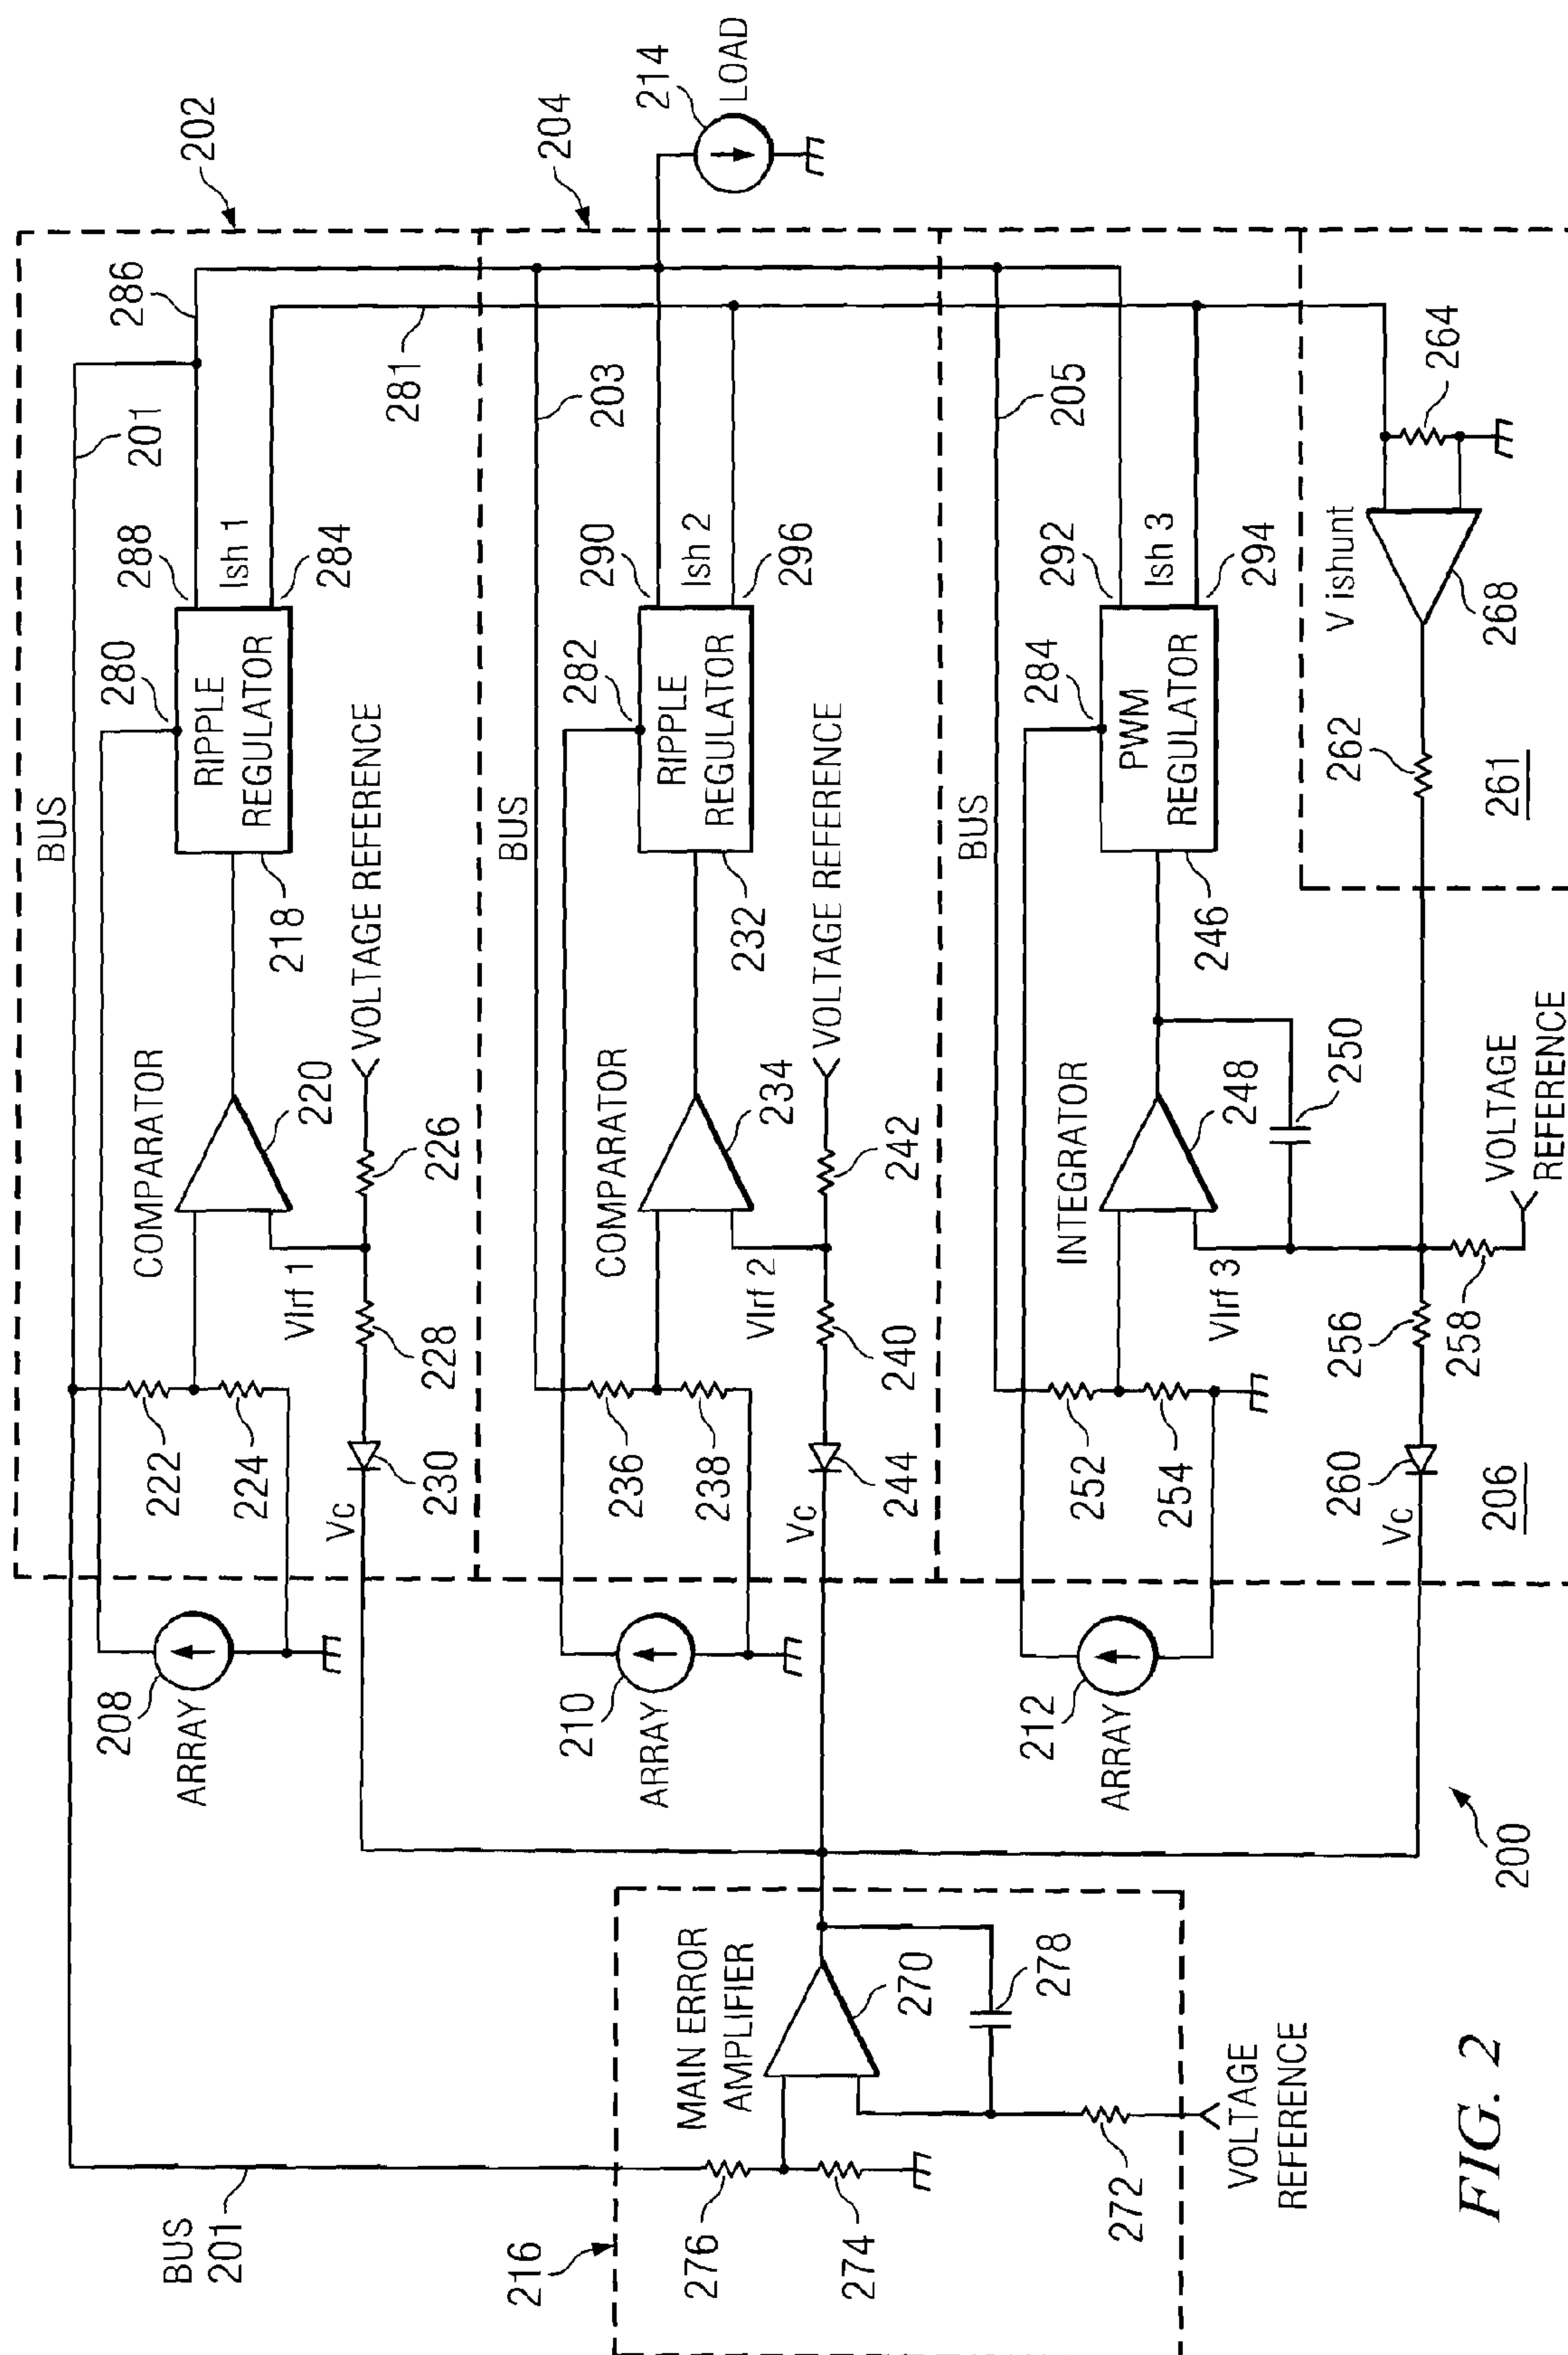 202
286
BUS
201
280
288
Ish 1
284
RIPPLE
REGULATOR
218
COMPARATOR
220
VOLTAGE REFERENCE
226
Vlrf 1
228
222
224
230
Vc
208
ARRAY
281
204
214
LOAD
203
BUS
282
290
Ish 2
296
RIPPLE
REGULATOR
232
COMPARATOR
234
VOLTAGE REFERENCE
242
Vlrf 2
240
236
238
244
Vc
210
ARRAY
205
BUS
284
292
Ish 3
294
PWM
REGULATOR
246
INTEGRATOR
248
250
Vlrf 3
256
258
VOLTAGE
REFERENCE
252
254
260
Vc
206
212
ARRAY
264
V ishunt
268
262
261
BUS
201
216
MAIN ERROR
AMPLIFIER
270
278
276
274
272
VOLTAGE
REFERENCE
200
FIG. 2